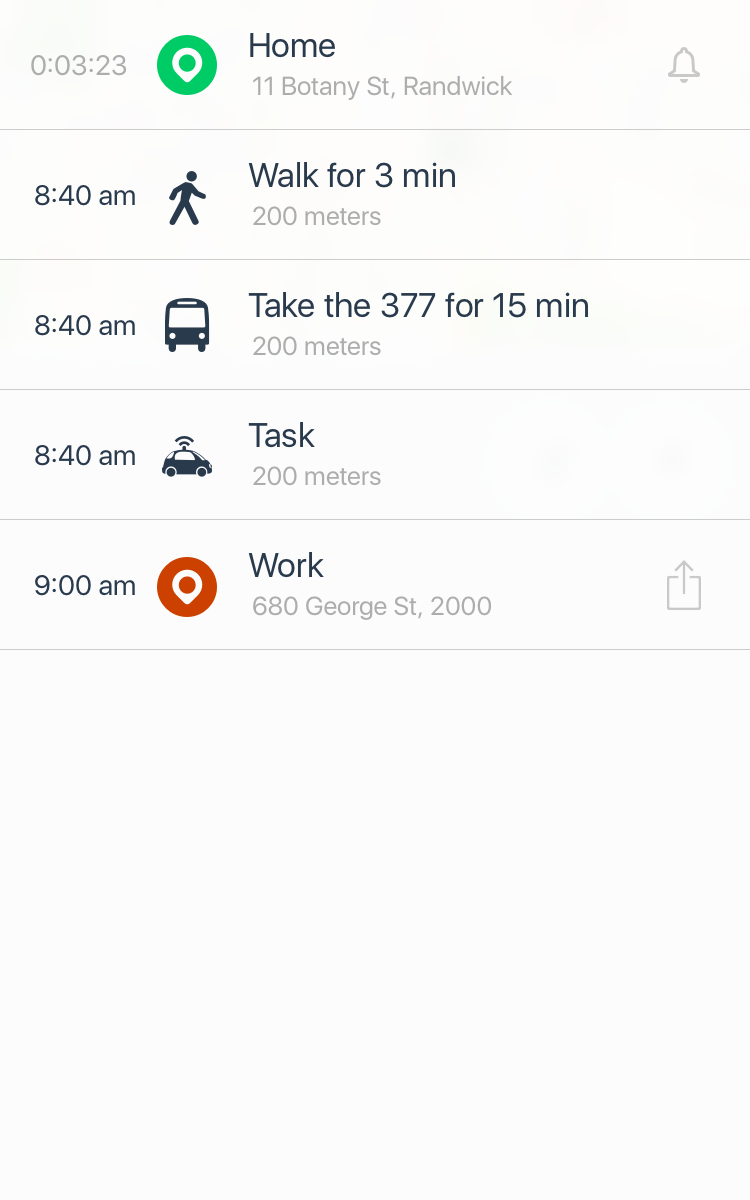 0:03:23
Home
11 Botany St, Randwick
8:40 am
Walk for 3 min
200 meters
8:40 am
Take the 377 for 15 min
200 meters
8:40 am
Task
200 meters
9:00 am
Work
680 George St, 2000